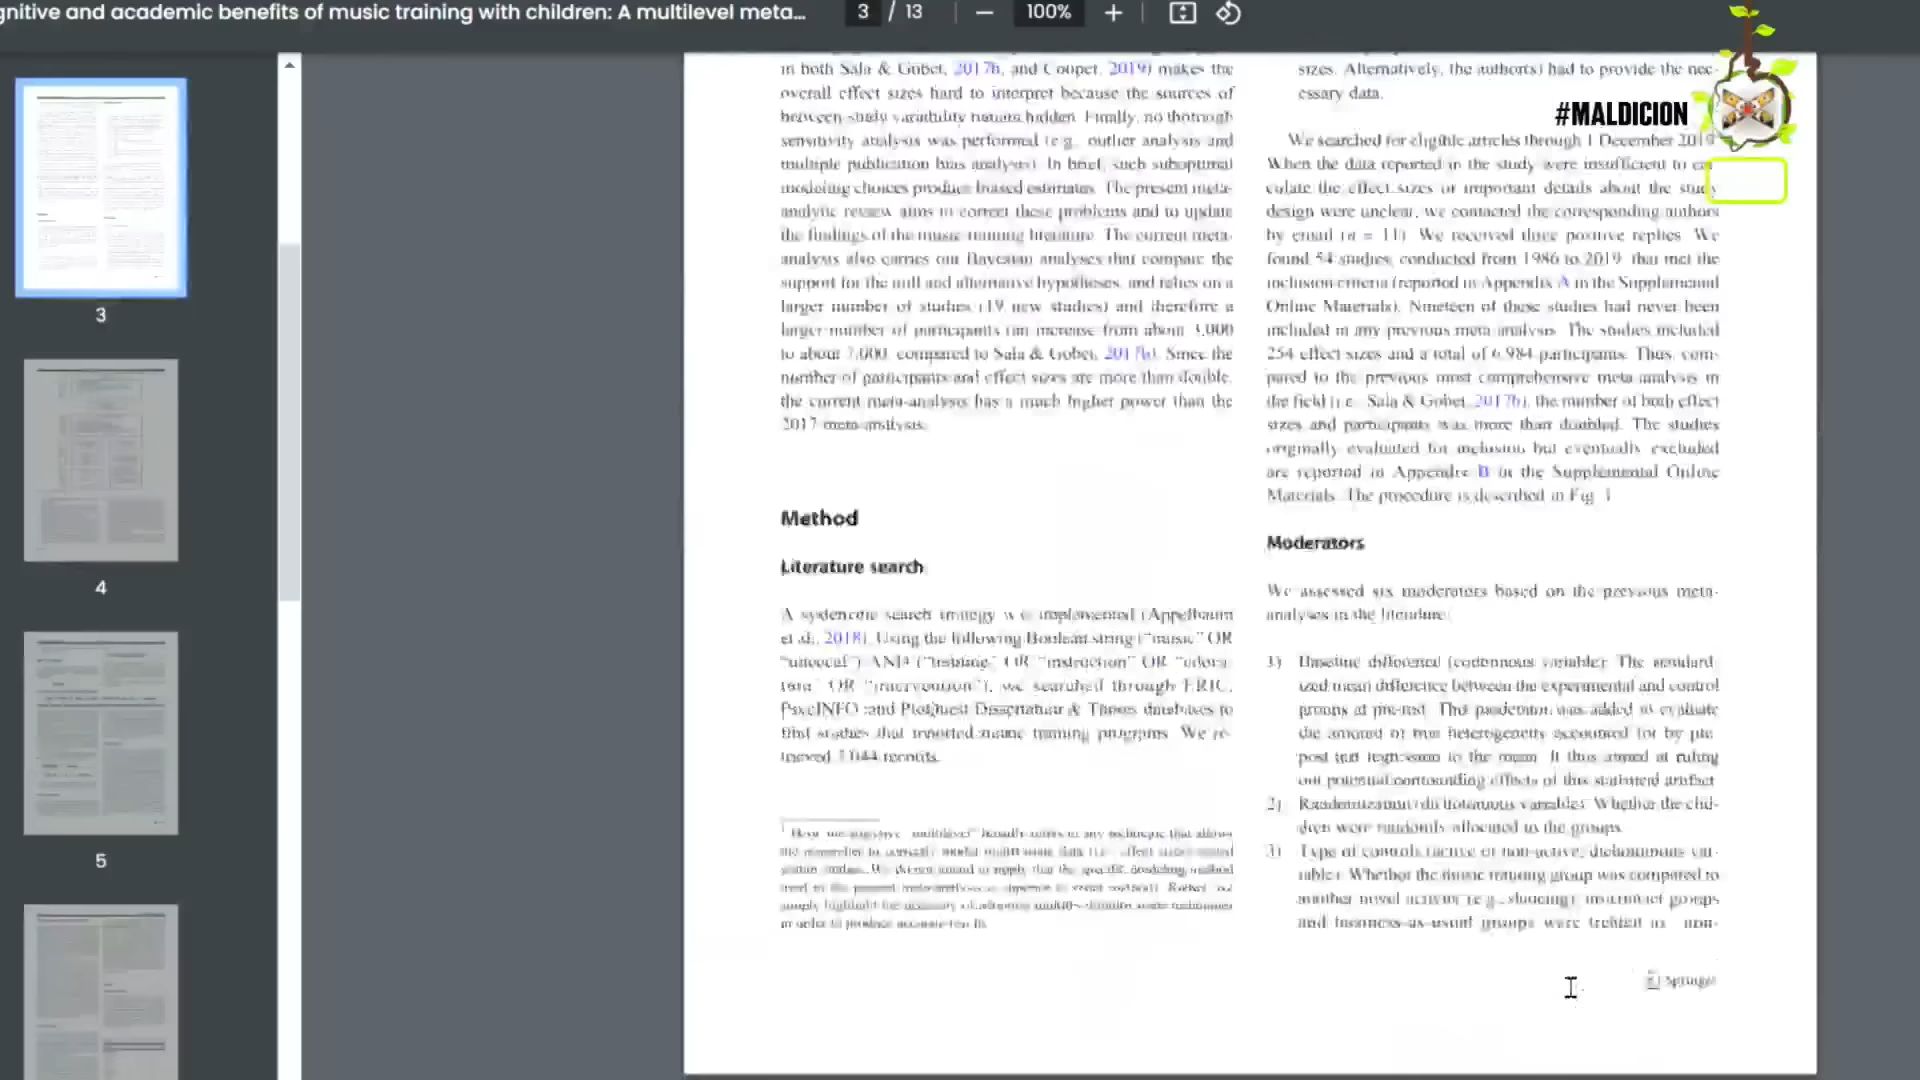 gnitive and academic benefits of music training with children: A multilevel meta...
3 / 13
100%
#MALDICION
3
4
5
in both Sala & Gobet, 2017b, and Cooper, 2019) makes the
overall effect sizes hard to interpret because the sources of
between-study variability remain hidden. Finally, no thorough
sensitivity analysis was performed (e.g., outlier analysis and
multiple publication bias analyses). In brief, such suboptimal
modeling choices produce biased estimates. The present meta-
analytic review aims to correct these problems and to update
the findings of the music-training literature. The current meta-
analysis also carries out Bayesian analyses that compare the
support for the null and alternative hypotheses, and relies on a
larger number of studies (19 new studies) and therefore a
larger number of participants (an increase from about 3,000
to about 7,000, compared to Sala & Gobet, 2017b). Since the
number of participants and effect sizes are more than double,
the current meta-analysis has a much higher power than the
2017 meta-analysis.
Method
Literature search
A systematic search strategy was implemented (Appelbaum
et al., 2018). Using the following Boolean string ("music" OR
"musical") AND ("training" OR "instruction" OR "educa-
tion" OR "intervention"), we searched through ERIC,
PsycINFO and ProQuest Dissertation & Theses databases to
find studies that reported music training programs. We re-
trieved records.
sizes. Alternatively, the author(s) had to provide the nec-
essary data.
We searched for eligible articles through 1 December 2019
When the data reported in the study were insufficient to cal-
culate the effect sizes or important details about the study
design were unclear, we contacted the corresponding authors
by email (n = 11). We received three positive replies. We
found 54 studies, conducted from 1986 to 2019, that met the
inclusion criteria (reported in Appendix A in the Supplemental
Online Materials). Nineteen of these studies had never been
included in any previous meta-analysis. The studies included
254 effect sizes and a total of 6,984 participants. Thus, com-
pared to the previous most comprehensive meta-analysis in
the field (i.e., Sala & Gobet, 2017b), the number of both effect
sizes and participants was more than doubled. The studies
originally evaluated for inclusion but eventually excluded
are reported in Appendix B in the Supplemental Online
Materials. The procedure is described in Fig. 1
Moderators
We assessed six moderators based on the previous meta-
analyses in the literature:
1) Baseline difference (continuous variable): The standard-
ized mean difference between the experimental and control
groups at pre-test. This moderator was added to evaluate
the amount of true heterogeneity accounted for by pre-
post-test regression to the mean. It thus aimed at ruling
out potential confounding effects of this statistical artifact
2) Randomization (dichotomous variable): Whether the chil-
dren were randomly allocated to the groups.
3) Type of controls (active or non-active; dichotomous var-
iable): Whether the music training group was compared to
another novel activity (e.g., dancing); groups
and business-as-usual groups were treated as "non-
Springer